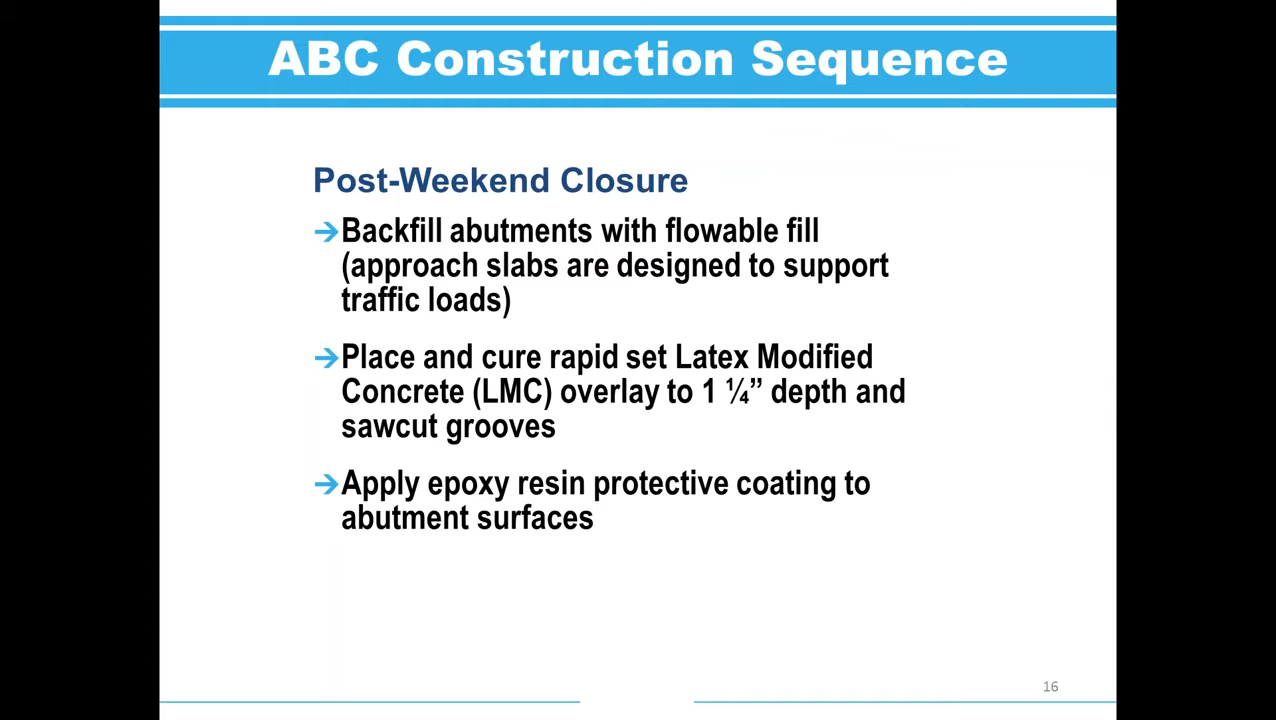 ABC Construction Sequence
Post-Weekend Closure
→Backfill abutments with flowable fill
(approach slabs are designed to support
traffic loads)
→Place and cure rapid set Latex Modified
Concrete (LMC) overlay to 1 ¼” depth and
sawcut grooves
→Apply epoxy resin protective coating to
abutment surfaces
16